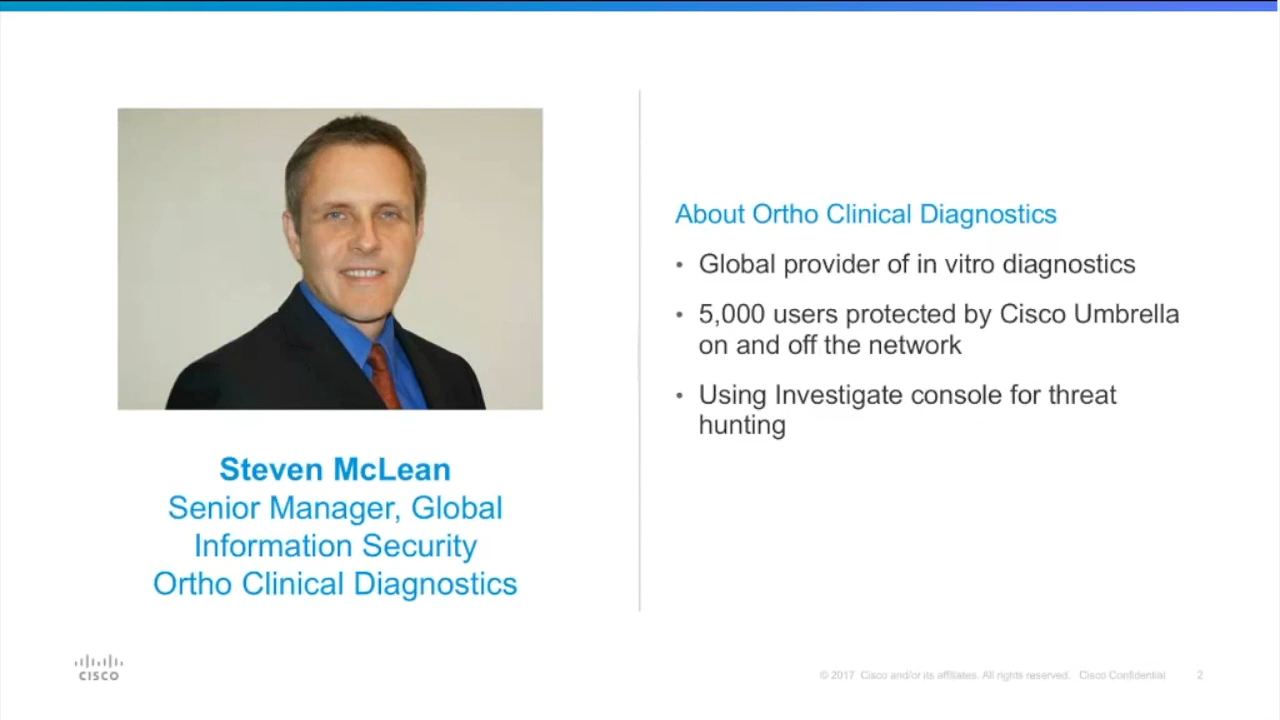 Steven McLean
Senior Manager, Global
Information Security
Ortho Clinical Diagnostics
About Ortho Clinical Diagnostics
• Global provider of in vitro diagnostics
• 5,000 users protected by Cisco Umbrella
on and off the network
• Using Investigate console for threat
hunting
CISCO
© 2017 Cisco and/or its affiliates. All rights reserved. Cisco Confidential 2